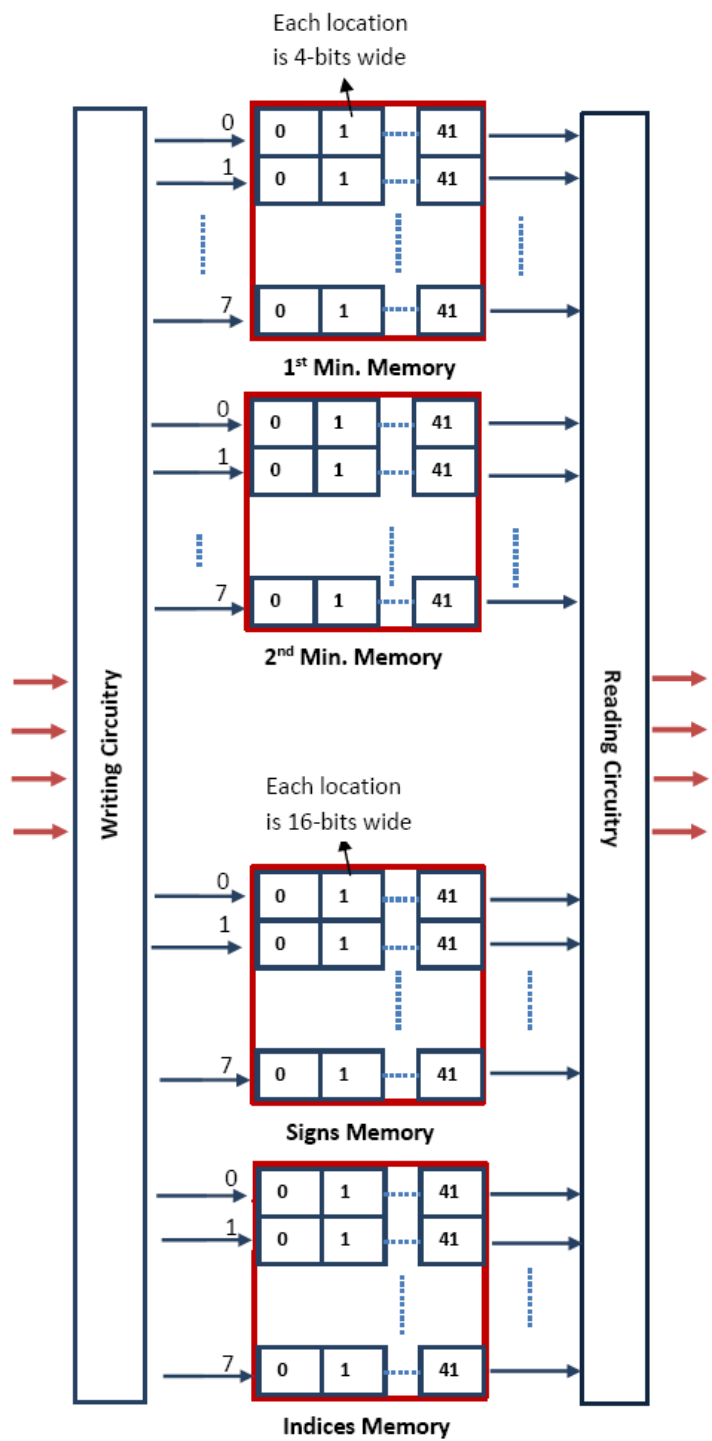 Each location
is 4-bits wide
0 0 1 41
1 0 1 41
7 0 1 41
1st Min. Memory
0 0 1 41
1 0 1 41
7 0 1 41
2nd Min. Memory
Writing Circuitry
Reading Circuitry
Each location
is 16-bits wide
0 0 1 41
1 0 1 41
7 0 1 41
Signs Memory
0 0 1 41
1 0 1 41
7 0 1 41
Indices Memory